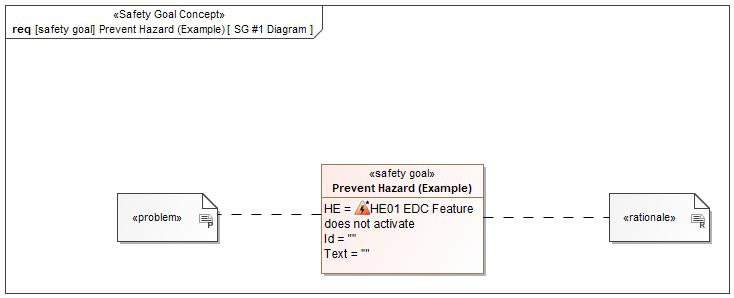 «Safety Goal Concept»
req [safety goal] Prevent Hazard (Example) [ SG #1 Diagram ]
«safety goal»
Prevent Hazard (Example)
HE = HE01 EDC Feature
does not activate
Id = ""
Text = ""
«problem»
P
«rationale»
R